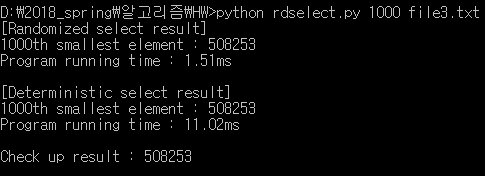 D:₩2018_spring₩알고리즘₩HW>python rdselect.py 1000 file3.txt
[Randomized select result]
1000th smallest element : 508253
Program running time : 1.51ms
[Deterministic select result]
1000th smallest element : 508253
Program running time : 11.02ms
Check up result : 508253